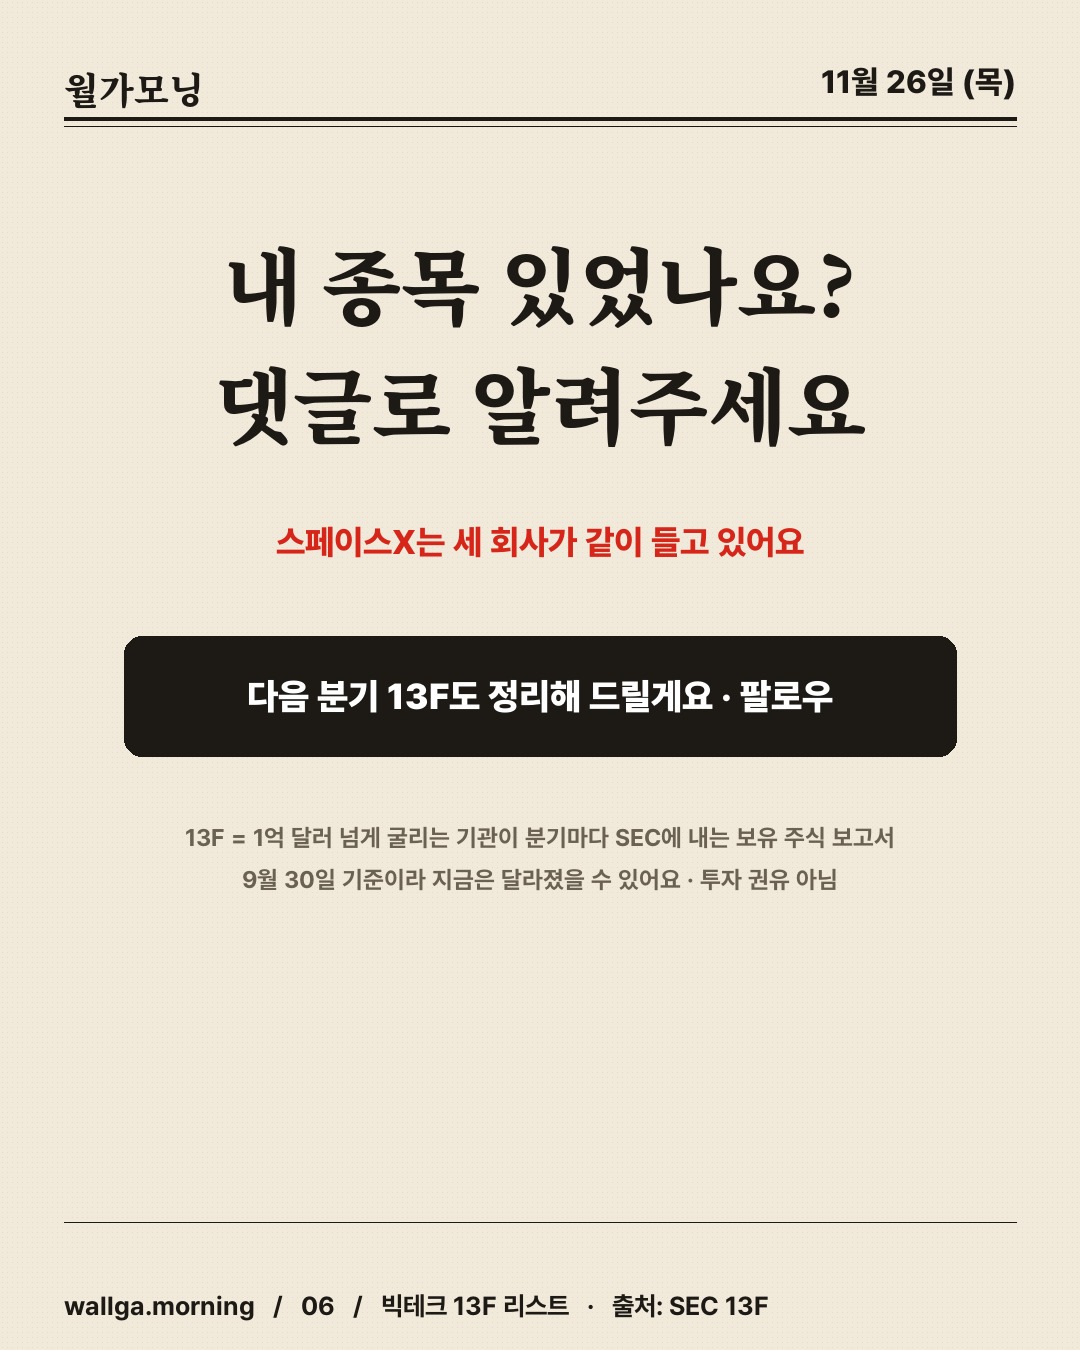 월가모닝
11월 26일 (목)
내 종목 있었나요?
댓글로 알려주세요
스페이스X는 세 회사가 같이 들고 있어요
다음 분기 13F도 정리해 드릴게요 · 팔로우
13F = 1억 달러 넘게 굴리는 기관이 분기마다 SEC에 내는 보유 주식 보고서
9월 30일 기준이라 지금은 달라졌을 수 있어요 · 투자 권유 아님
wallga.morning / 06 / 빅테크 13F 리스트 · 출처: SEC 13F